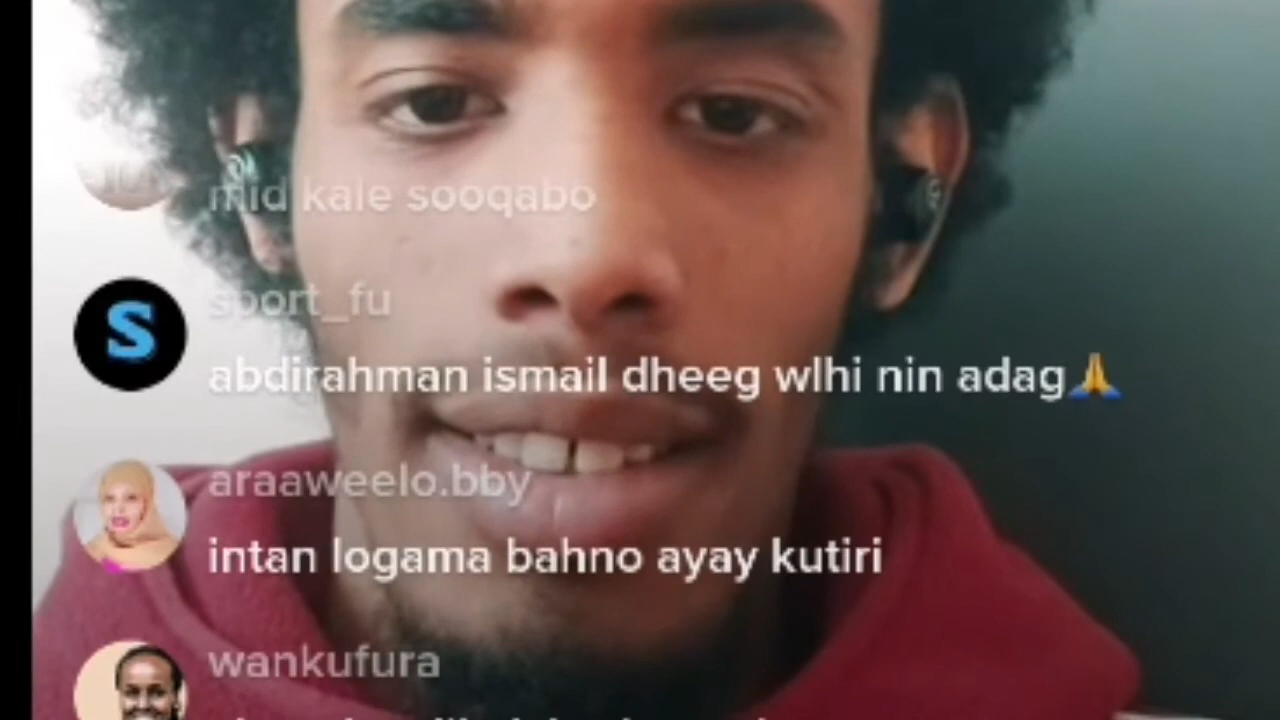 mid kale sooqabo
sport_fu
abdirahman ismail dheeg wlhi nin adag🙏
araaweelo.bby
intan logama bahno ayay kutiri
wankufura